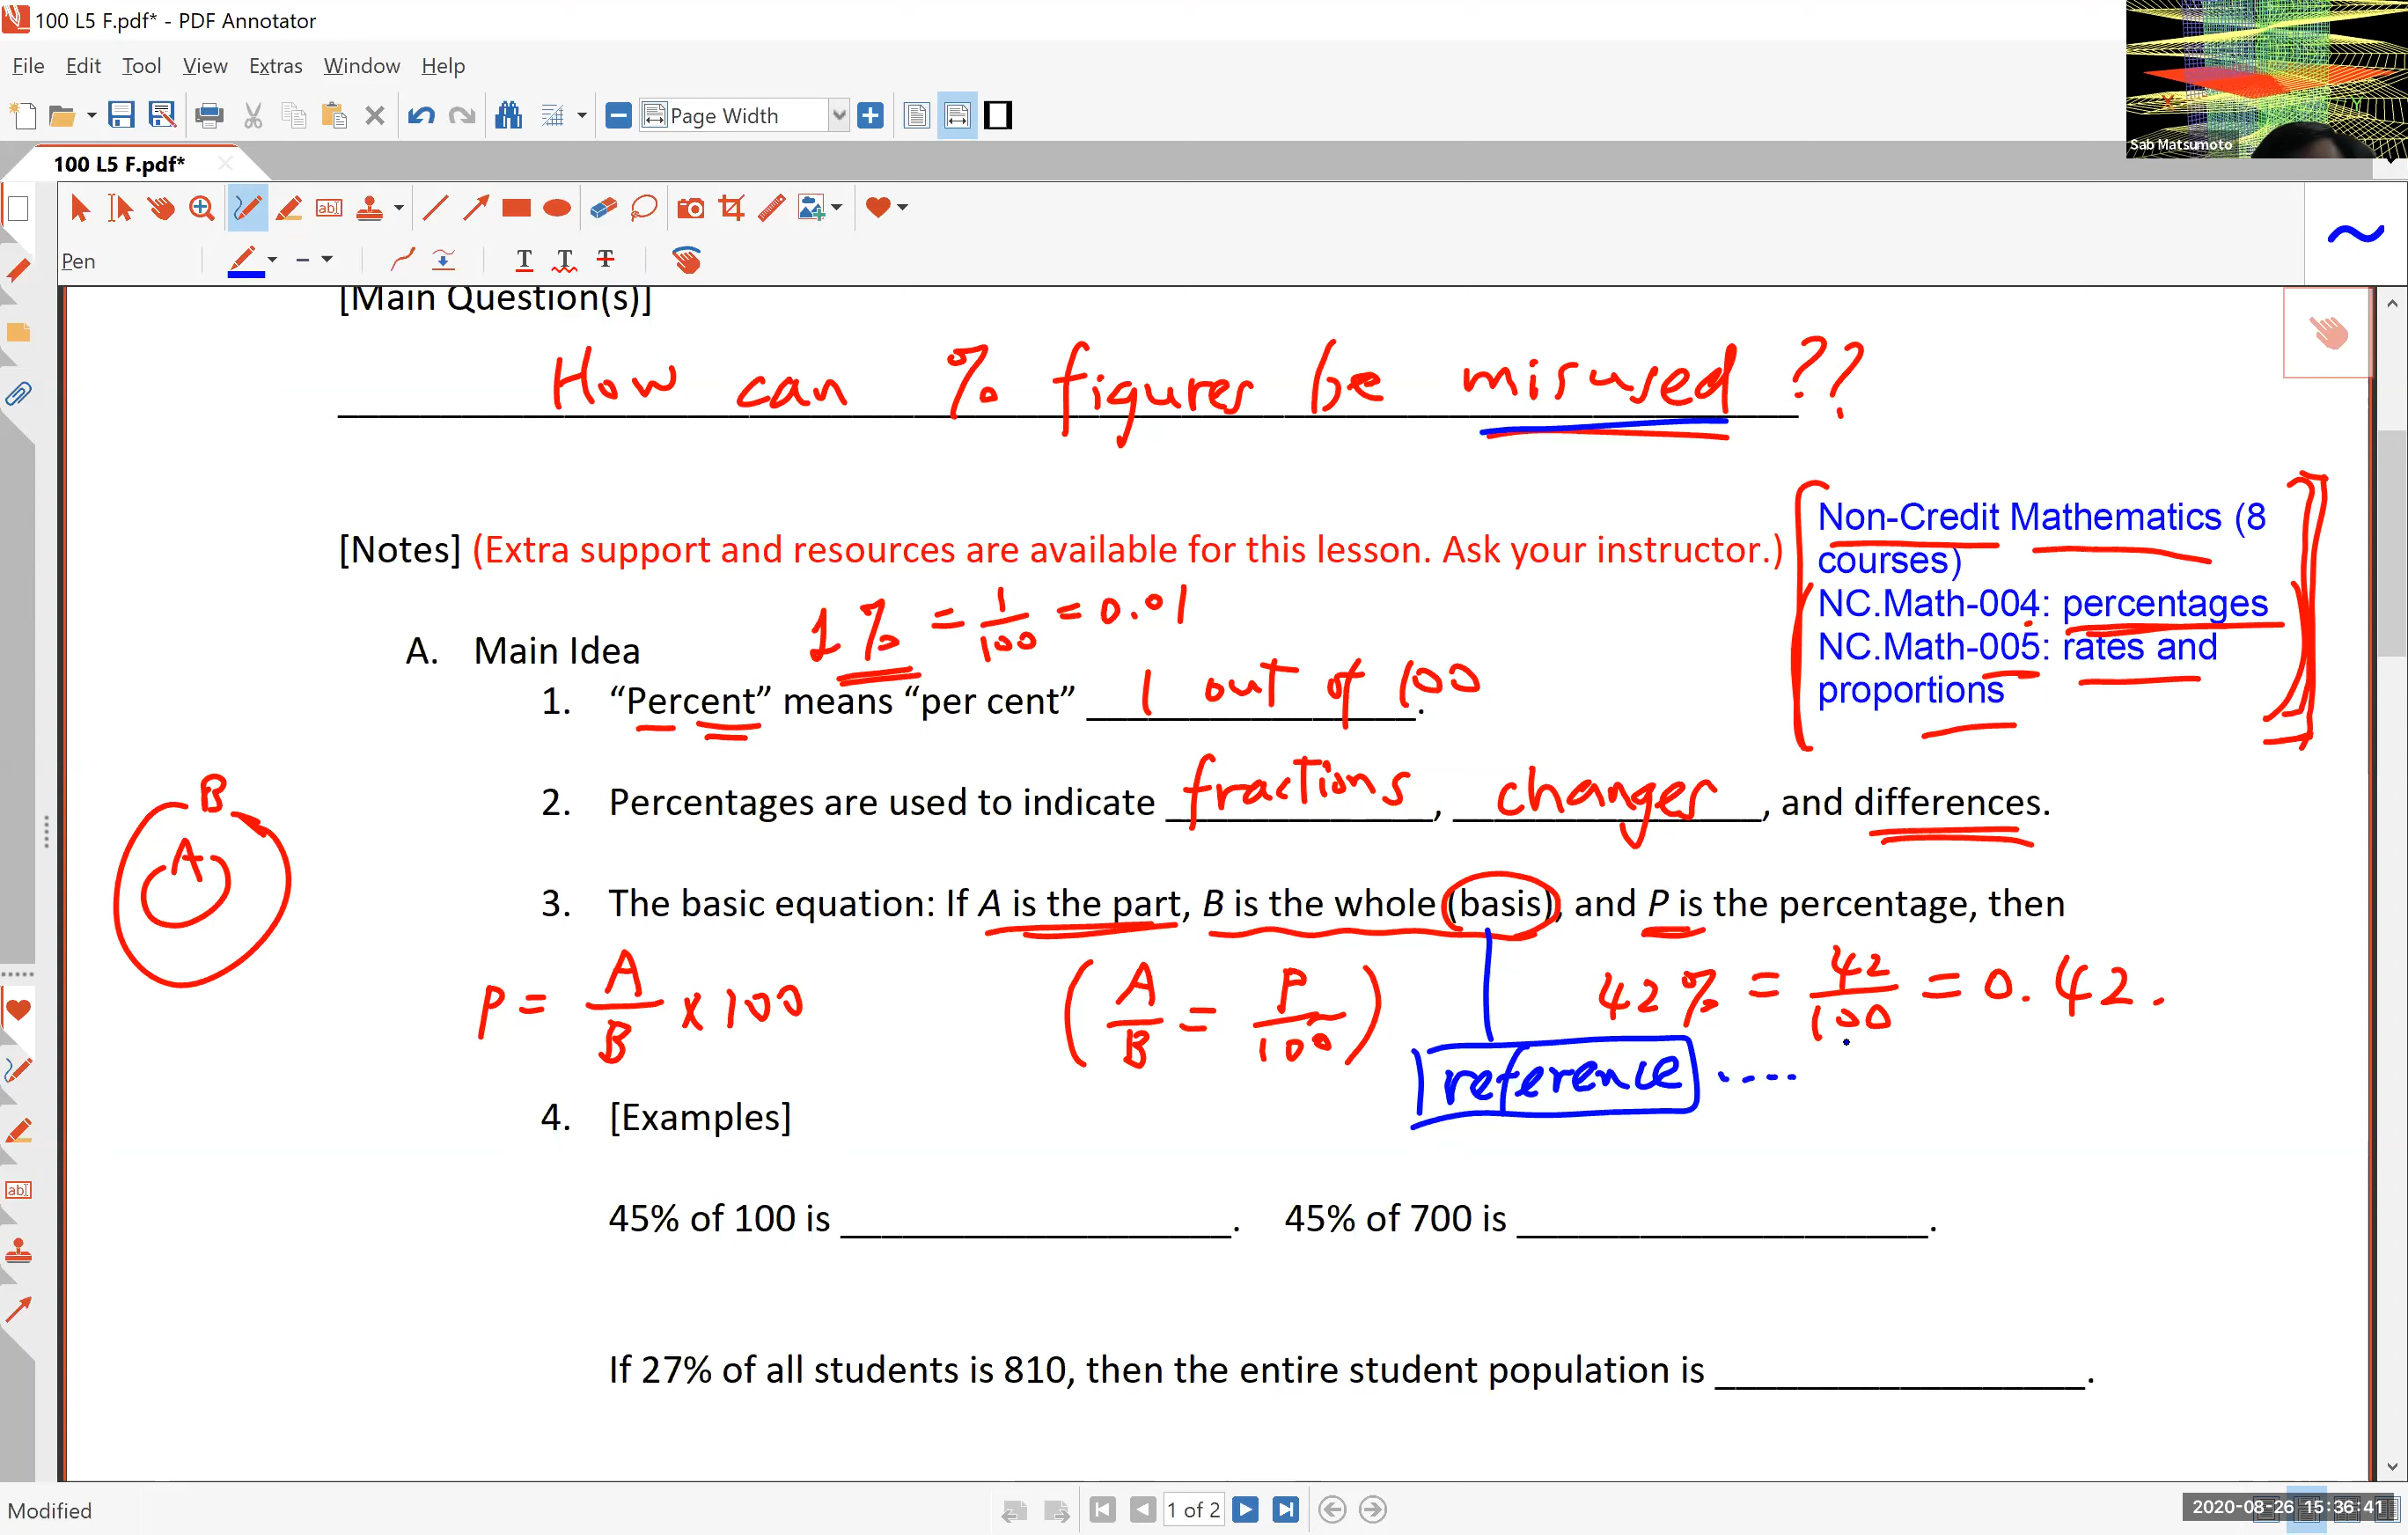 100 L5 F.pdf* - PDF Annotator
File Edit Tool View Extras Window Help
Page Width
100 L5 F.pdf*
Sab Matsumoto
Pen
[Main Question(s)]
How can % figures be misused ??
Non-Credit Mathematics (8
courses)
NC.Math-004: percentages
NC.Math-005: rates and
proportions
[Notes] (Extra support and resources are available for this lesson. Ask your instructor.)
1% = 1/100 = 0.01
A. Main Idea
1. “Percent” means “per cent” 1 out of 100.
2. Percentages are used to indicate fractions, changes, and differences.
B
A
3. The basic equation: If A is the part, B is the whole (basis), and P is the percentage, then
P = A/B × 100 (A/B = P/100) 42% = 42/100 = 0.42.
reference ....
4. [Examples]
45% of 100 is ____________________. 45% of 700 is ____________________.
If 27% of all students is 810, then the entire student population is ____________________.
Modified
1 of 2
2020-08-26 15:36:41